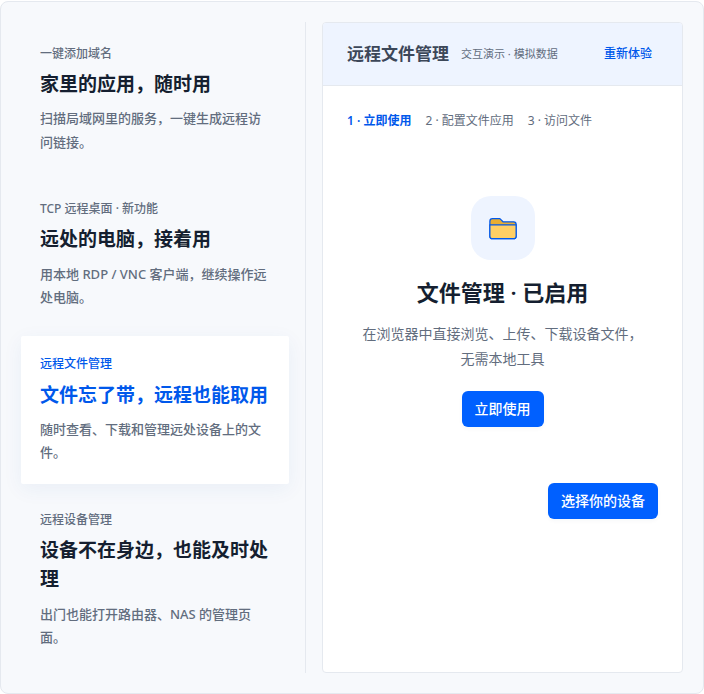 一键添加域名
家里的应用，随时用
扫描局域网里的服务，一键生成远程访
问链接。
TCP 远程桌面 · 新功能
远处的电脑，接着用
用本地 RDP / VNC 客户端，继续操作远
处电脑。
远程文件管理
文件忘了带，远程也能取用
随时查看、下载和管理远处设备上的文
件。
远程设备管理
设备不在身边，也能及时处
理
出门也能打开路由器、NAS 的管理页
面。
远程文件管理 交互演示 · 模拟数据 重新体验
1 · 立即使用 2 · 配置文件应用 3 · 访问文件
文件管理 · 已启用
在浏览器中直接浏览、上传、下载设备文件，
无需本地工具
立即使用
选择你的设备